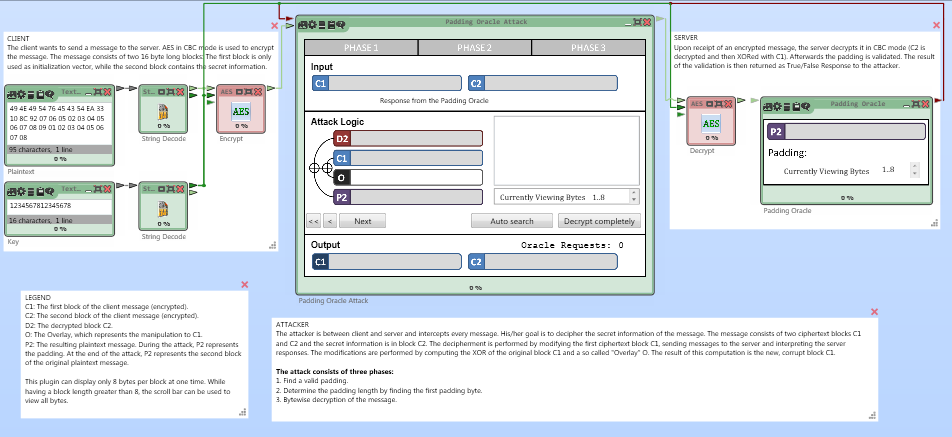 CLIENT
The client wants to send a message to the server. AES in CBC mode is used to encrypt
the message. The message consists of two 16 byte long blocks: The first block is only
used as initialization vector, while the second block contains the secret information.
Text...
49 4E 49 54 76 45 43 54 EA 33
10 8C 92 07 06 05 02 03 04 05
06 07 08 09 01 02 03 04 05 06
07 08
95 characters, 1 line
0 %
Plaintext
St...
0 %
String Decode
AES
AES
0 %
Encrypt
Text...
1234567812345678
16 characters, 1 line
0 %
Key
St...
0 %
String Decode
Padding Oracle Attack
PHASE 1
PHASE 2
PHASE 3
Input
C1
C2
Response from the Padding Oracle
Attack Logic
D2
C1
O
P2
Currently Viewing Bytes 1..8
<<
<
Next
Auto search
Decrypt completely
Output
Oracle Requests: 0
C1
C2
0 %
Padding Oracle Attack
SERVER
Upon receipt of an encrypted message, the server decrypts it in CBC mode (C2 is
decrypted and then XORed with C1). Afterwards the padding is validated. The result
of the validation is then returned as True/False Response to the attacker.
AES
AES
0 %
Decrypt
Padding Oracle
P2
Padding:
Currently Viewing Bytes 1..8
0 %
Padding Oracle
LEGEND
C1: The first block of the client message (encrypted).
C2: The second block of the client message (encrypted).
D2: The decrypted block C2.
O: The Overlay, which represents the manipulation to C1.
P2: The resulting plaintext message. During the attack, P2 represents
the padding. At the end of the attack, P2 represents the second block
of the original plaintext message.
This plugin can display only 8 bytes per block at one time. While
having a block length greater than 8, the scroll bar can be used to
view all bytes.
ATTACKER
The attacker is between client and server and intercepts every message. His/her goal is to decipher the secret information of the message. The message consists of two ciphertext blocks C1
and C2 and the secret information is in block C2. The decipherment is performed by modifying the first ciphertext block C1, sending messages to the server and interpreting the server
responses. The modifications are performed by computing the XOR of the original block C1 and a so called "Overlay" O. The result of this computation is the new, corrupt block C1.
The attack consists of three phases:
1. Find a valid padding.
2. Determine the padding length by finding the first padding byte.
3. Bytewise decryption of the message.